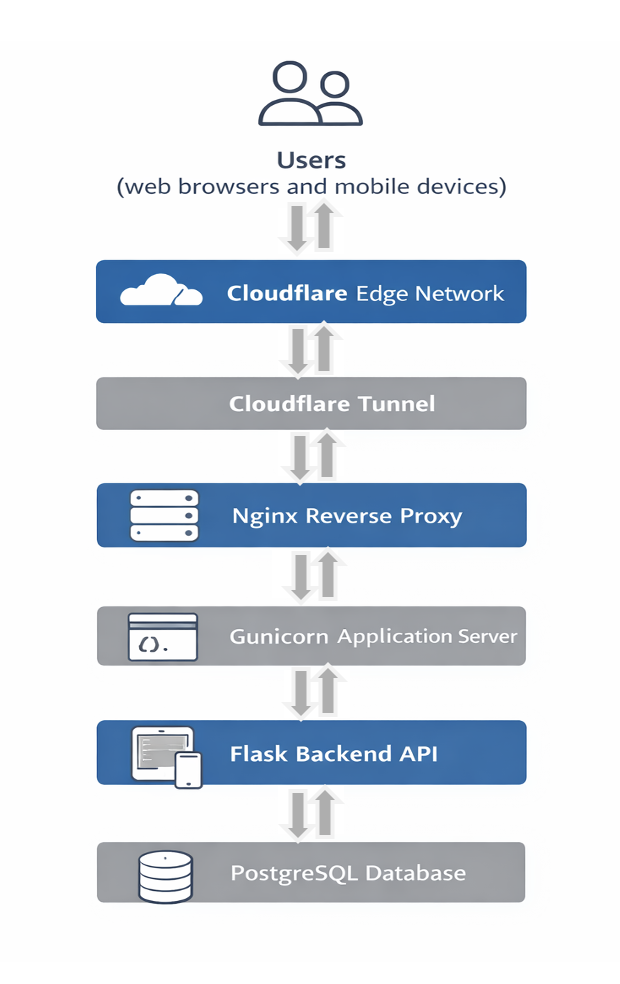 Users
(web browsers and mobile devices)
Cloudflare Edge Network
Cloudflare Tunnel
Nginx Reverse Proxy
().
Gunicorn Application Server
Flask Backend API
PostgreSQL Database